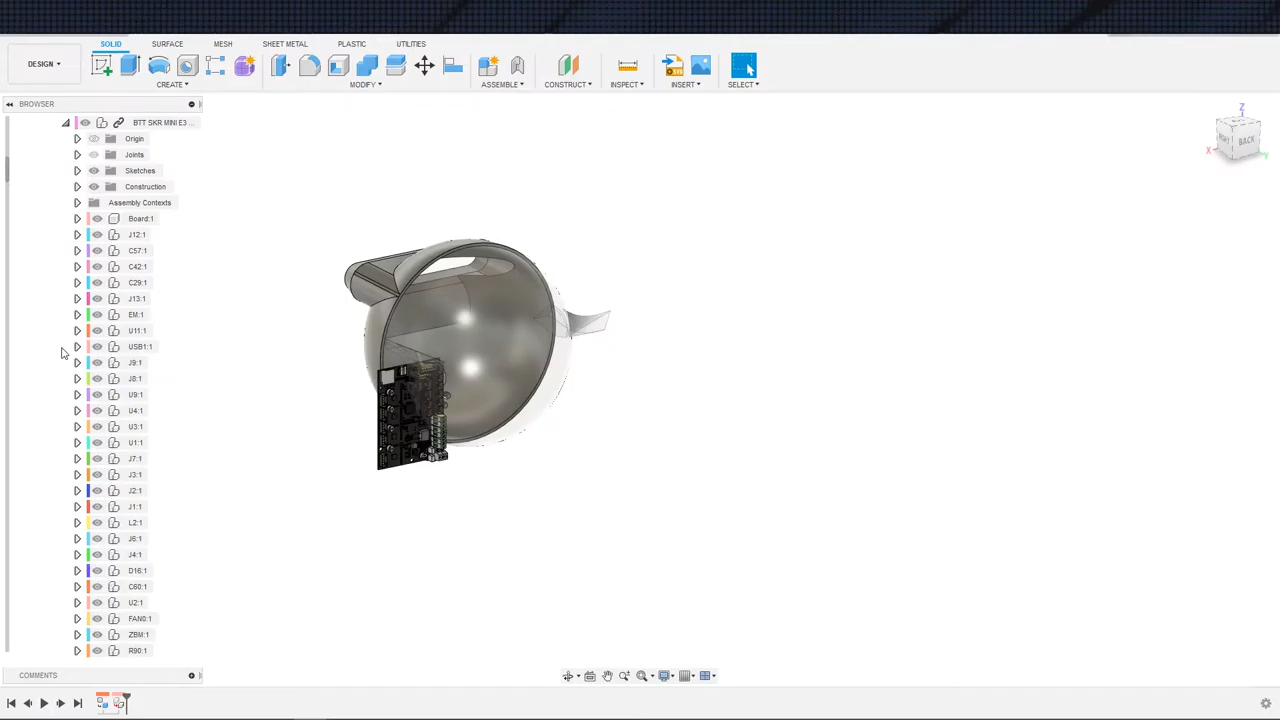 SOLID SURFACE MESH SHEET METAL PLASTIC UTILITIES
DESIGN ▾
CREATE ▾ MODIFY ▾ ASSEMBLE ▾ CONSTRUCT ▾ INSPECT ▾ INSERT ▾ SELECT ▾
BROWSER
BTT SKR MINI E3 ...
Origin
Joints
Sketches
Construction
Assembly Contexts
Board:1
J12:1
C57:1
C42:1
C29:1
J13:1
EM:1
U11:1
USB1:1
J9:1
J8:1
U9:1
U4:1
U3:1
U1:1
J7:1
J3:1
J2:1
J1:1
L2:1
J6:1
J4:1
D16:1
C60:1
U2:1
FAN0:1
ZBM:1
R90:1
COMMENTS
Z
BACK
X
Y